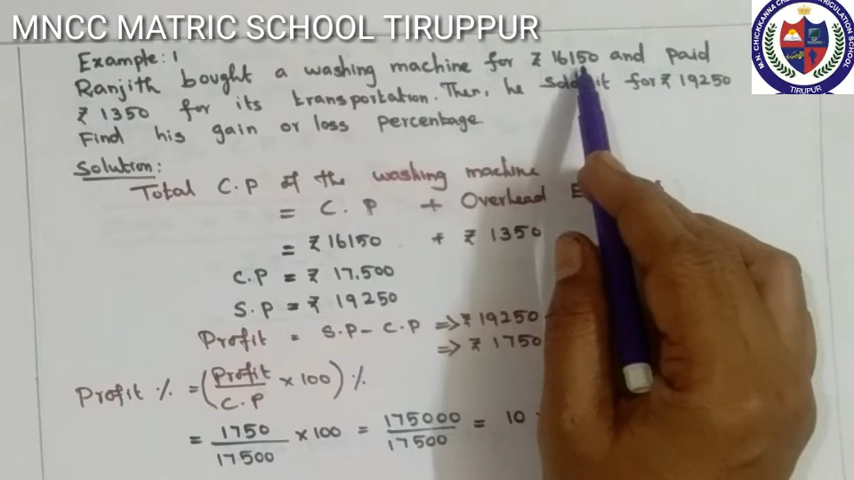 MNCC MATRIC SCHOOL TIRUPPUR
Example: 1
Ranjith bought a washing machine for ₹ 16150 and paid
₹ 1350 for its transportation. Then, he sold it for ₹ 19250
Find his gain or loss percentage.
Solution:
Total C.P of the washing machine
= C.P + Overhead
= ₹ 16150 + ₹ 1350
C.P = ₹ 17.500
S.P = ₹ 19250
Profit = S.P - C.P => ₹ 19250
=> ₹ 1750
Profit % = (Profit/C.P × 100) %
= 1750/17500 × 100 = 175000/17500 = 10
TIRUPUR